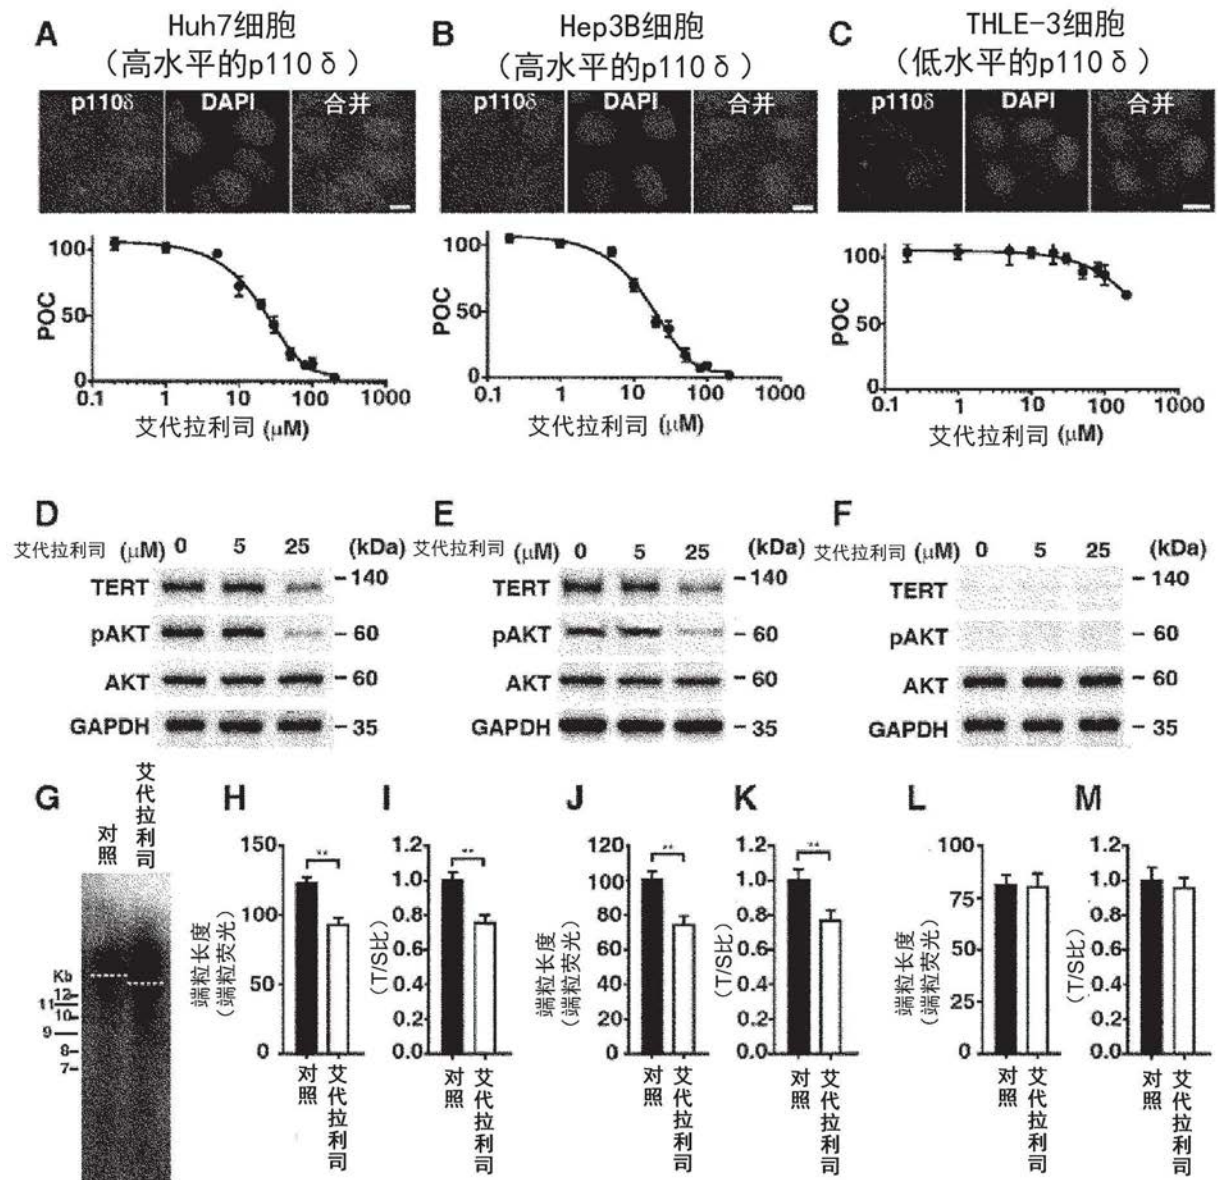 A
Huh7细胞
（高水平的p110δ）
B
Hep3B细胞
（高水平的p110δ）
C
THLE-3细胞
（低水平的p110δ）
p110δ DAPI 合并
p110δ DAPI 合并
p110δ DAPI 合并
POC
100
50
0
0.1 1 10 100 1000
艾代拉利司 (μM)
POC
100
50
0
0.1 1 10 100 1000
艾代拉利司 (μM)
POC
100
50
0
0.1 1 10 100 1000
艾代拉利司 (μM)
D
艾代拉利司 (μM) 0 5 25 (kDa)
TERT 140
pAKT 60
AKT 60
GAPDH 35
E
艾代拉利司 (μM) 0 5 25 (kDa)
TERT 140
pAKT 60
AKT 60
GAPDH 35
F
艾代拉利司 (μM) 0 5 25 (kDa)
TERT 140
pAKT 60
AKT 60
GAPDH 35
G
对照
艾代拉利司
Kb
12
11
10
9
8
7
H
端粒长度
（端粒荧光）
150
100
50
0
**
对照
艾代拉利司
I
（T/S比）
1.2
1.0
0.8
0.6
0.4
0.2
0.0
**
对照
艾代拉利司
J
端粒长度
（端粒荧光）
120
100
80
60
40
20
0
**
对照
艾代拉利司
K
（T/S比）
1.2
1.0
0.8
0.6
0.4
0.2
0.0
**
对照
艾代拉利司
L
端粒长度
（端粒荧光）
100
75
50
25
0
对照
艾代拉利司
M
（T/S比）
1.2
1.0
0.8
0.6
0.4
0.2
0.0
对照
艾代拉利司